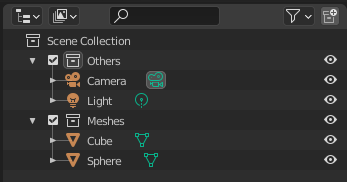 Scene Collection
Others
Camera
Light
Meshes
Cube
Sphere